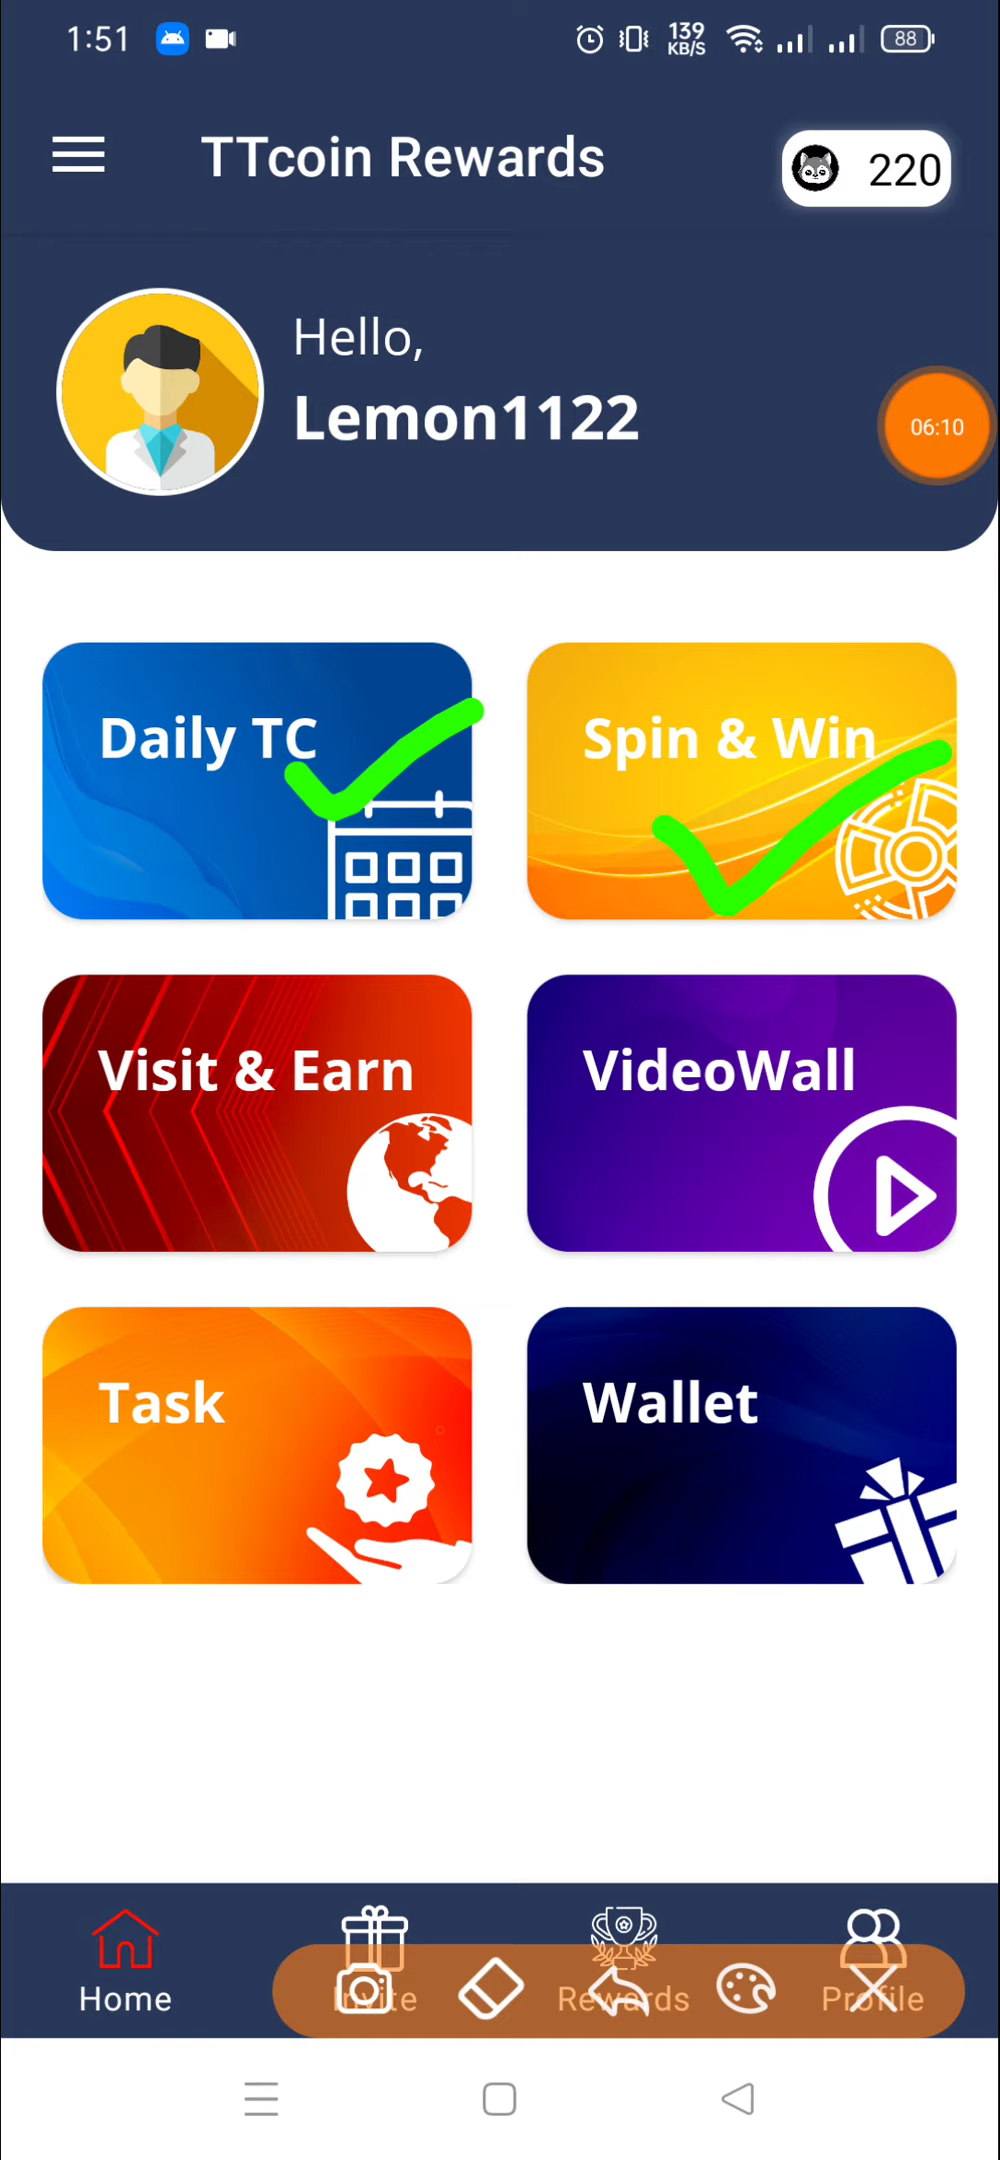 1:51
139
KB/S
88
TTcoin Rewards
220
Hello,
Lemon1122
06:10
Daily TC
Spin & Win
Visit & Earn
VideoWall
Task
Wallet
Home
Invite
Rewards
Profile